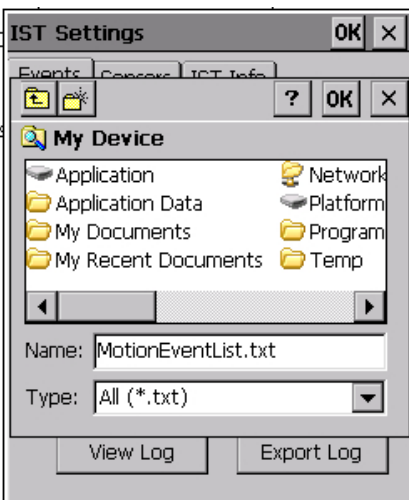 IST Settings OK
Events Sensors IST Info
? OK
My Device
Application Network
Application Data Platform
My Documents Program
My Recent Documents Temp
Name: MotionEventList.txt
Type: All (*.txt)
View Log Export Log